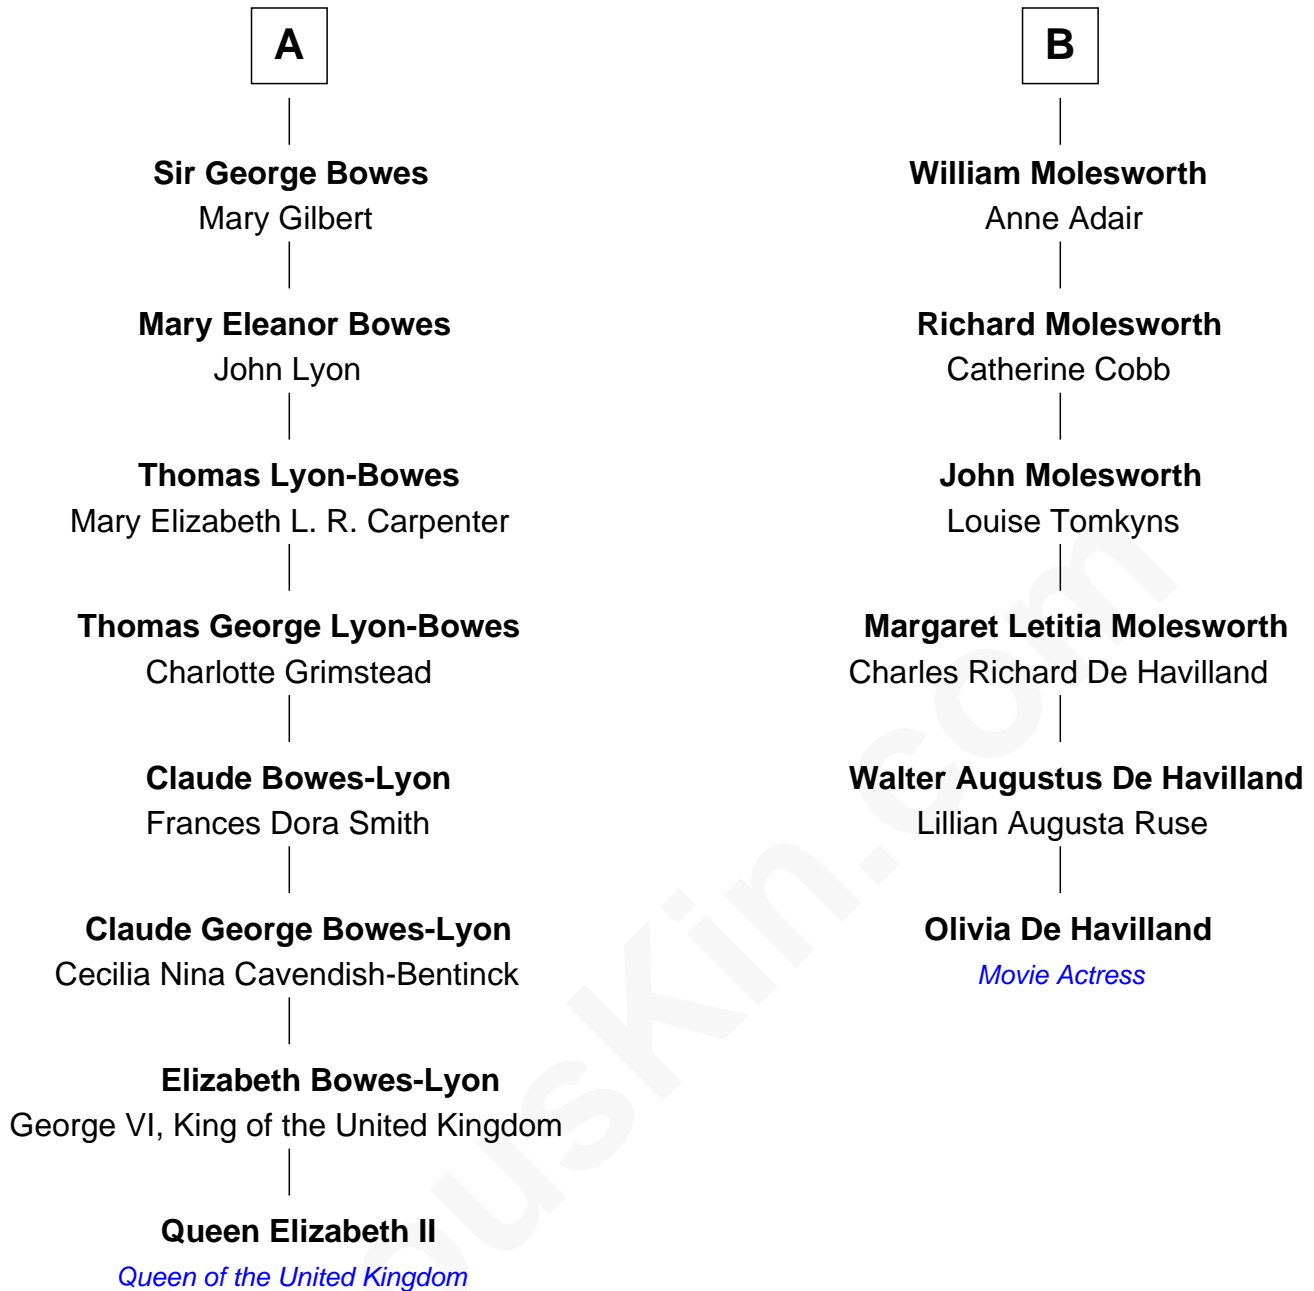 A
Sir George Bowes
Mary Gilbert
Mary Eleanor Bowes
John Lyon
Thomas Lyon-Bowes
Mary Elizabeth L. R. Carpenter
Thomas George Lyon-Bowes
Charlotte Grimstead
Claude Bowes-Lyon
Frances Dora Smith
Claude George Bowes-Lyon
Cecilia Nina Cavendish-Bentinck
Elizabeth Bowes-Lyon
George VI, King of the United Kingdom
Queen Elizabeth II
Queen of the United Kingdom
B
William Molesworth
Anne Adair
Richard Molesworth
Catherine Cobb
John Molesworth
Louise Tomkyns
Margaret Letitia Molesworth
Charles Richard De Havilland
Walter Augustus De Havilland
Lillian Augusta Ruse
Olivia De Havilland
Movie Actress
ousKin.com